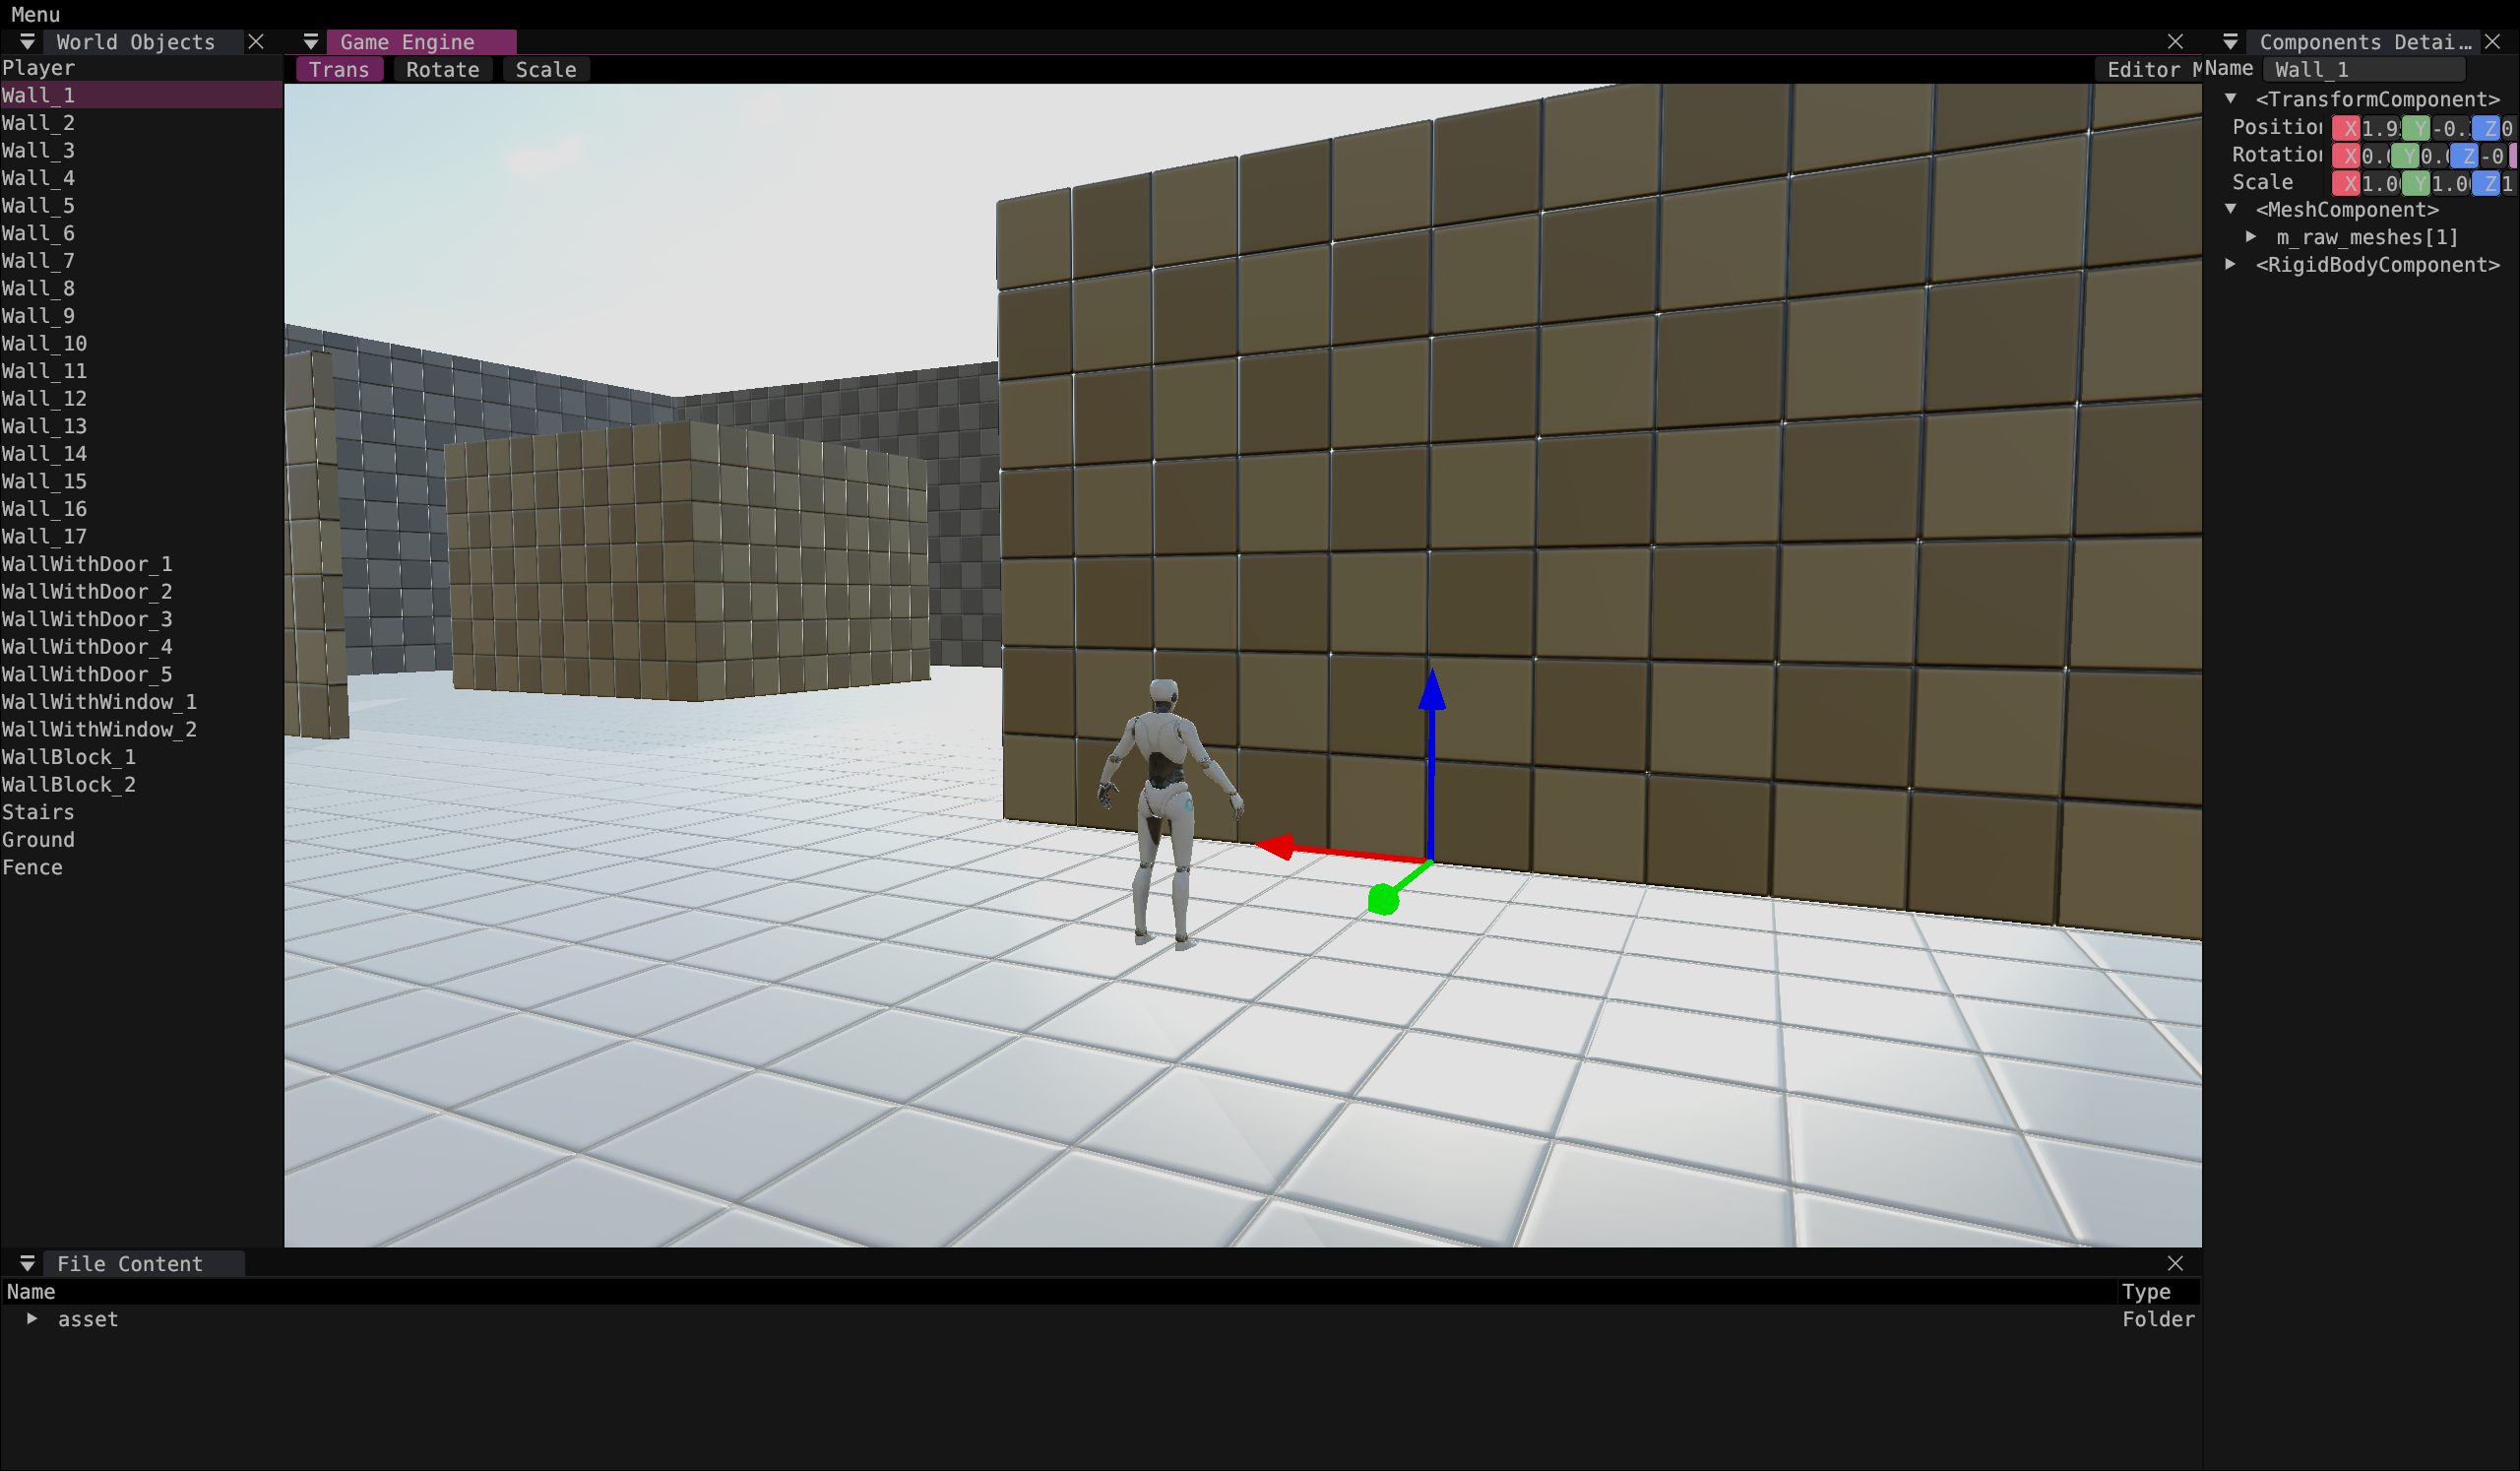 Menu
World Objects
Player
Wall_1
Wall_2
Wall_3
Wall_4
Wall_5
Wall_6
Wall_7
Wall_8
Wall_9
Wall_10
Wall_11
Wall_12
Wall_13
Wall_14
Wall_15
Wall_16
Wall_17
WallWithDoor_1
WallWithDoor_2
WallWithDoor_3
WallWithDoor_4
WallWithDoor_5
WallWithWindow_1
WallWithWindow_2
WallBlock_1
WallBlock_2
Stairs
Ground
Fence
Game Engine
Trans Rotate Scale Editor M
Components Detai...
Name Wall_1
<TransformComponent>
Position X 1.9 Y -0. Z 0
Rotation X 0. Y 0. Z -0
Scale X 1.0 Y 1.0 Z 1
<MeshComponent>
m_raw_meshes[1]
<RigidBodyComponent>
File Content
Name Type
asset Folder